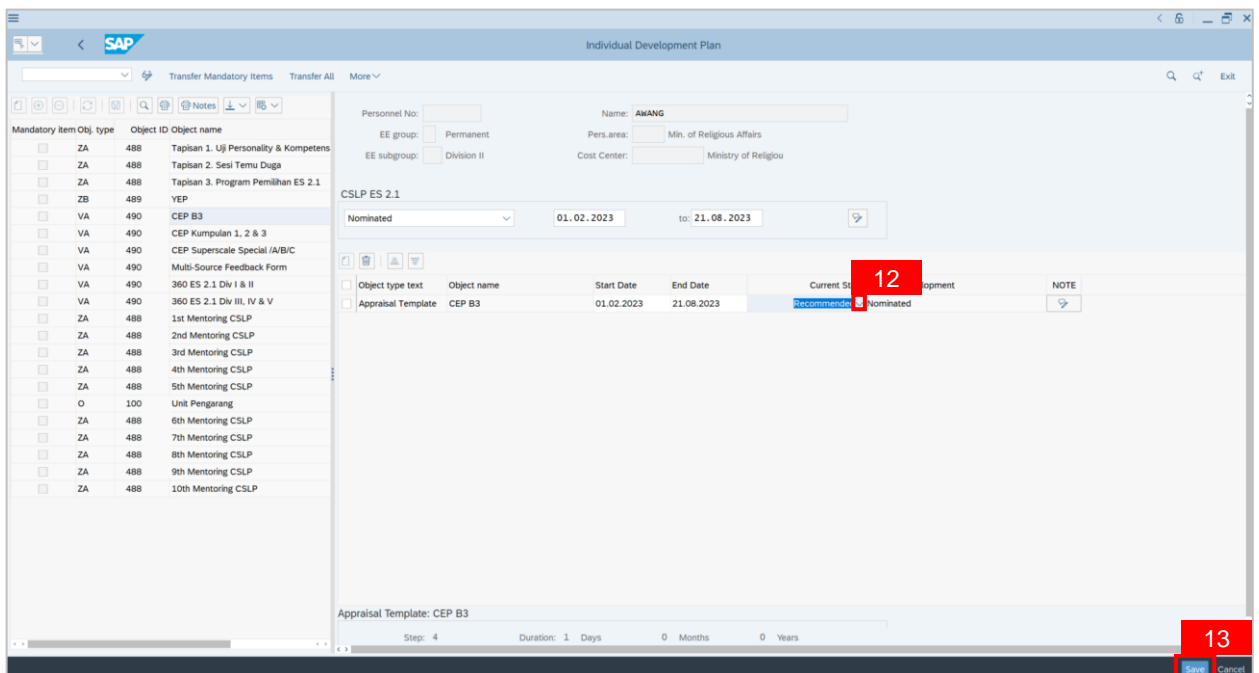 SAP
Individual Development Plan
Transfer Mandatory Items Transfer All More Exit
Notes
Mandatory item Obj. type Object ID Object name
ZA 488 Tapisan 1. Uji Personality & Kompetens
ZA 488 Tapisan 2. Sesi Temu Duga
ZA 488 Tapisan 3. Program Pemilihan ES 2.1
ZB 489 YEP
VA 490 CEP B3
VA 490 CEP Kumpulan 1, 2 & 3
VA 490 CEP Superscale Special /A/B/C
VA 490 Multi-Source Feedback Form
VA 490 360 ES 2.1 Div I & II
VA 490 360 ES 2.1 Div III, IV & V
ZA 488 1st Mentoring CSLP
ZA 488 2nd Mentoring CSLP
ZA 488 3rd Mentoring CSLP
ZA 488 4th Mentoring CSLP
ZA 488 5th Mentoring CSLP
O 100 Unit Pengarang
ZA 488 6th Mentoring CSLP
ZA 488 7th Mentoring CSLP
ZA 488 8th Mentoring CSLP
ZA 488 9th Mentoring CSLP
ZA 488 10th Mentoring CSLP
Personnel No: Name: AWANG
EE group: Permanent Pers.area: Min. of Religious Affairs
EE subgroup: Division II Cost Center: Ministry of Religiou
CSLP ES 2.1
Nominated 01.02.2023 to: 21.08.2023
12
Object type text Object name Start Date End Date Current St lopment NOTE
Appraisal Template CEP B3 01.02.2023 21.08.2023 Recommended Nominated
Appraisal Template: CEP B3
Step: 4 Duration: 1 Days 0 Months 0 Years
13
Save Cancel